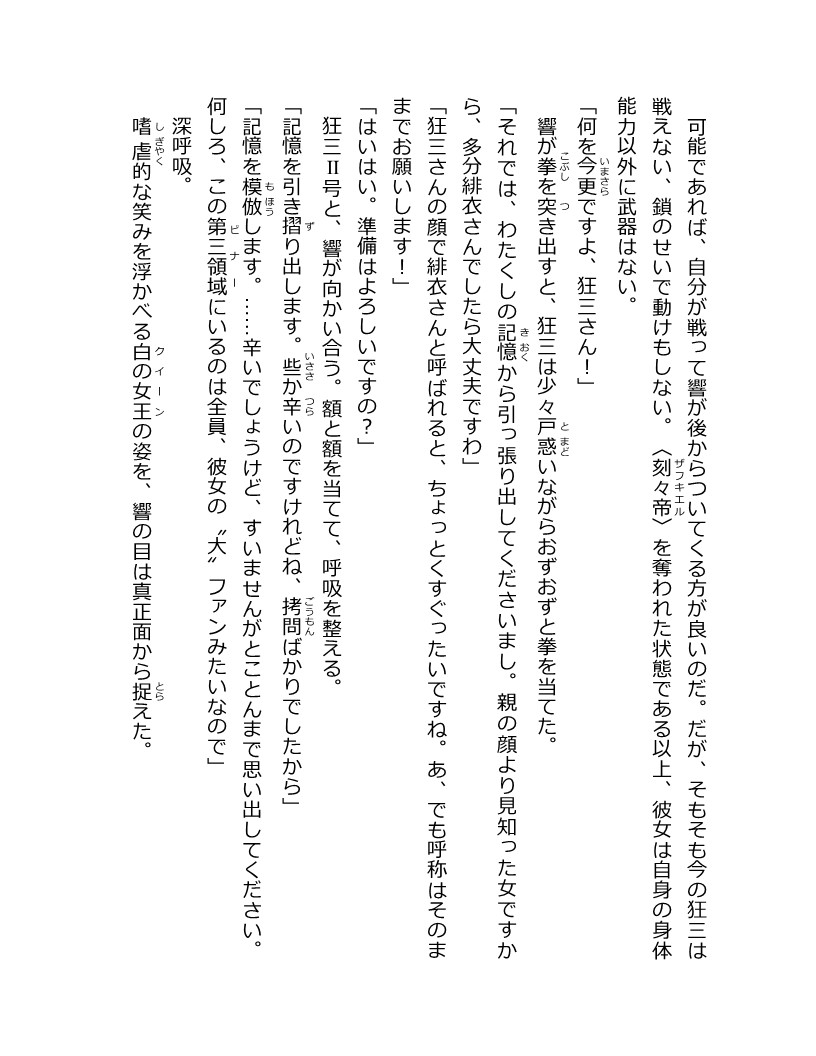 可能であれば、自分が戦って響が後からついてくる方が良いのだ。だが、そもそも今の狂三は
戦えない、鎖のせいで動けもしない。〈刻々帝〉を奪われた状態である以上、彼女は自身の身体
能力以外に武器はない。
「何を今更ですよ、狂三さん！」
響が拳を突き出すと、狂三は少々戸惑いながらおずおずと拳を当てた。
「それでは、わたくしの記憶から引っ張り出してくださいまし。親の顔より見知った女ですか
ら、多分緋衣さんでしたら大丈夫ですわ」
「狂三さんの顔で緋衣さんと呼ばれると、ちょっとくすぐったいですね。あ、でも呼称はそのま
までお願いします！」
「はいはい。準備はよろしいですの？」
狂三Ⅱ号と、響が向かい合う。額と額を当てて、呼吸を整える。
「記憶を引き摺り出します。些か辛いのですけれどね、拷問ばかりでしたから」
「記憶を模倣します。……辛いでしょうけど、すいませんがとことんまで思い出してください。
何しろ、この第三領域にいるのは全員、彼女の〝大〟ファンみたいなので」
深呼吸。
嗜虐的な笑みを浮かべる白の女王の姿を、響の目は真正面から捉えた。